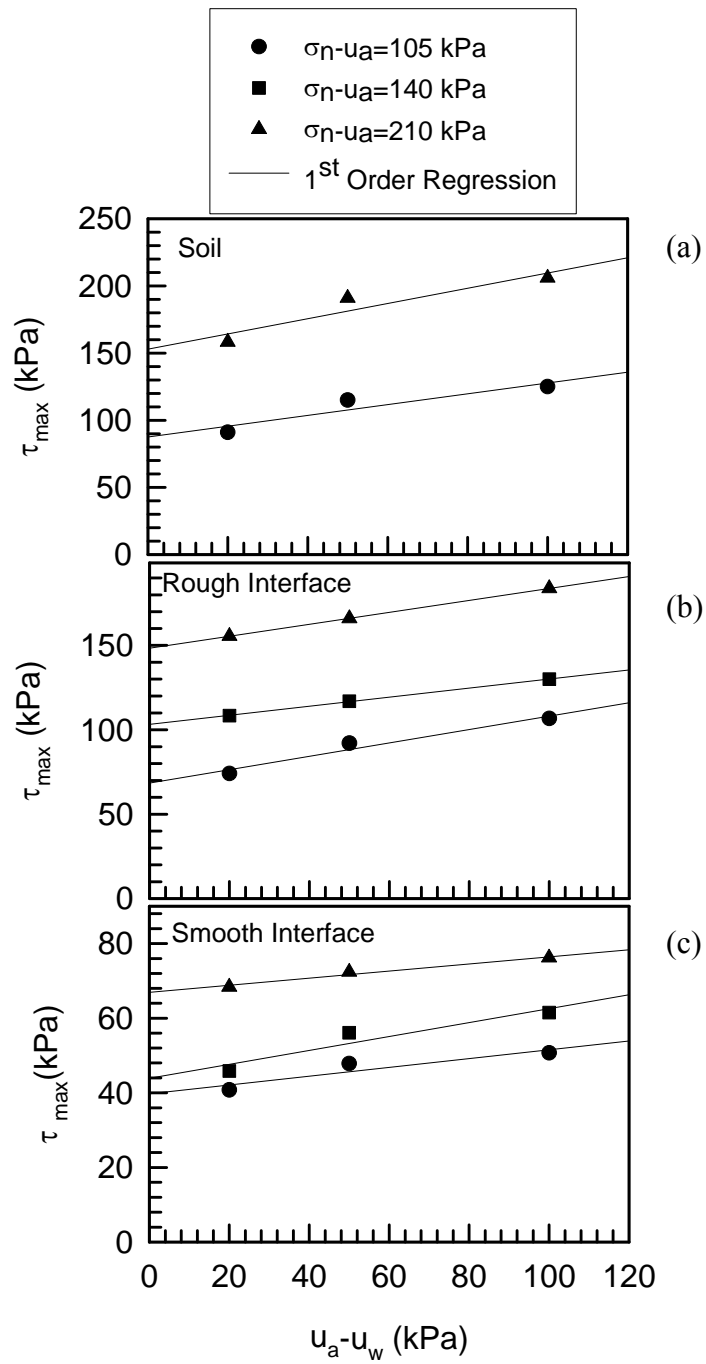 σn-ua=105 kPa
σn-ua=140 kPa
σn-ua=210 kPa
1st Order Regression
250
Soil
(a)
200
150
100
50
0
τmax (kPa)
Rough Interface
(b)
150
100
50
0
τmax (kPa)
Smooth Interface
(c)
80
60
40
20
0
τ max(kPa)
0 20 40 60 80 100 120
ua-uw (kPa)